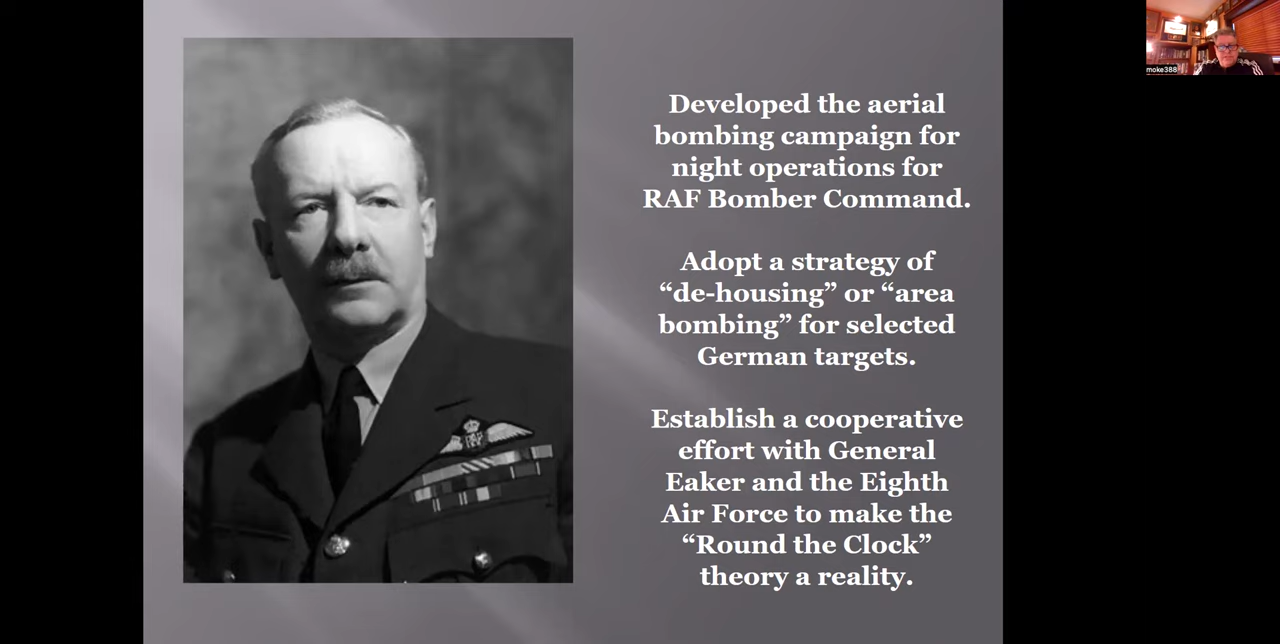 moke388
Developed the aerial
bombing campaign for
night operations for
RAF Bomber Command.
Adopt a strategy of
“de-housing” or “area
bombing” for selected
German targets.
Establish a cooperative
effort with General
Eaker and the Eighth
Air Force to make the
“Round the Clock”
theory a reality.